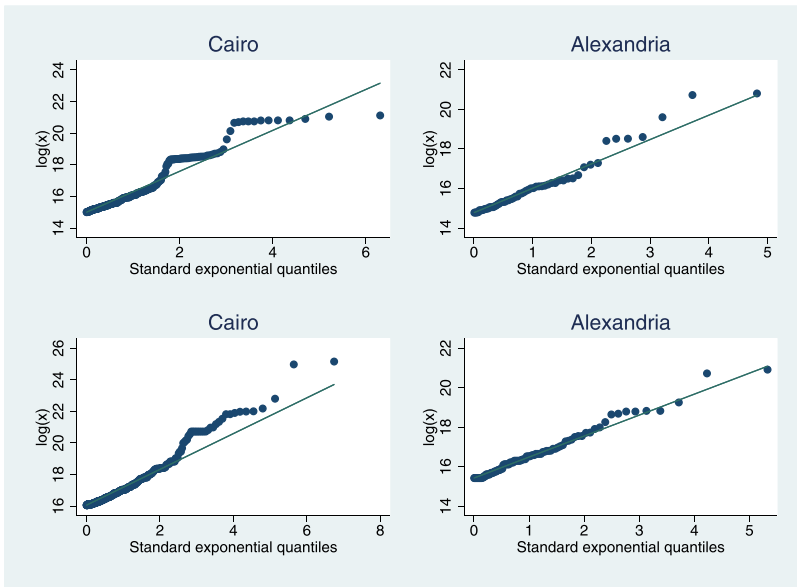 Cairo
log(x)
24
22
20
18
16
14
0 2 4 6
Standard exponential quantiles
Alexandria
log(x)
22
20
18
16
14
0 1 2 3 4 5
Standard exponential quantiles
Cairo
log(x)
26
24
22
20
18
16
0 2 4 6 8
Standard exponential quantiles
Alexandria
log(x)
22
20
18
16
14
0 1 2 3 4 5
Standard exponential quantiles